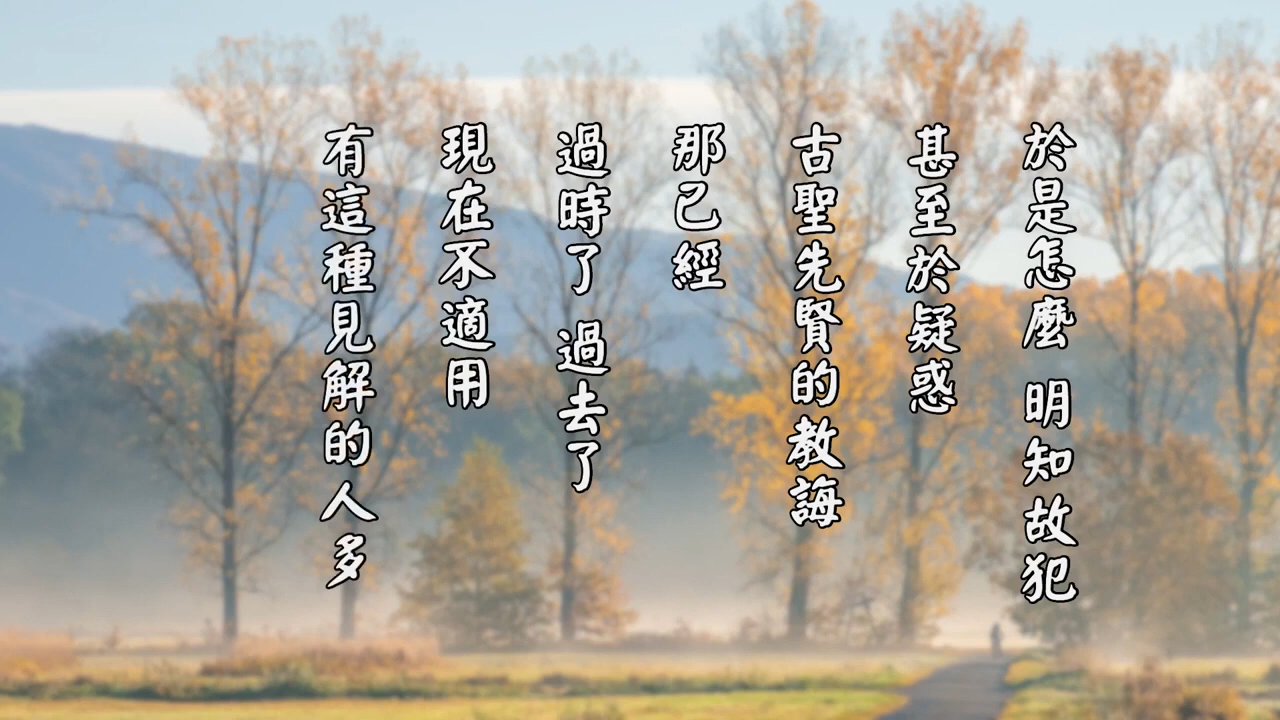 於是怎麼 明知故犯
甚至於疑惑
古聖先賢的教誨
那已經
過時了 過去了
現在不適用
有這種見解的人多